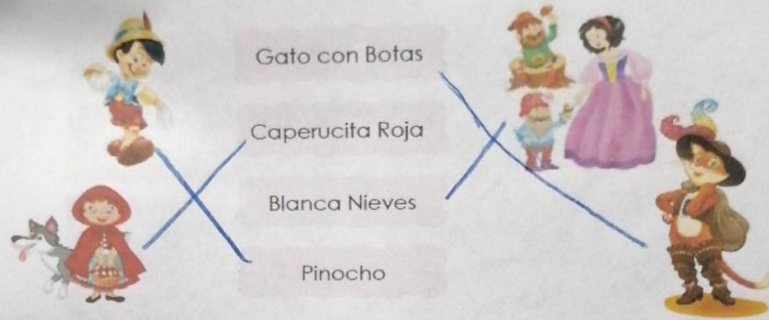 Gato con Botas
Caperucita Roja
Blanca Nieves
Pinocho